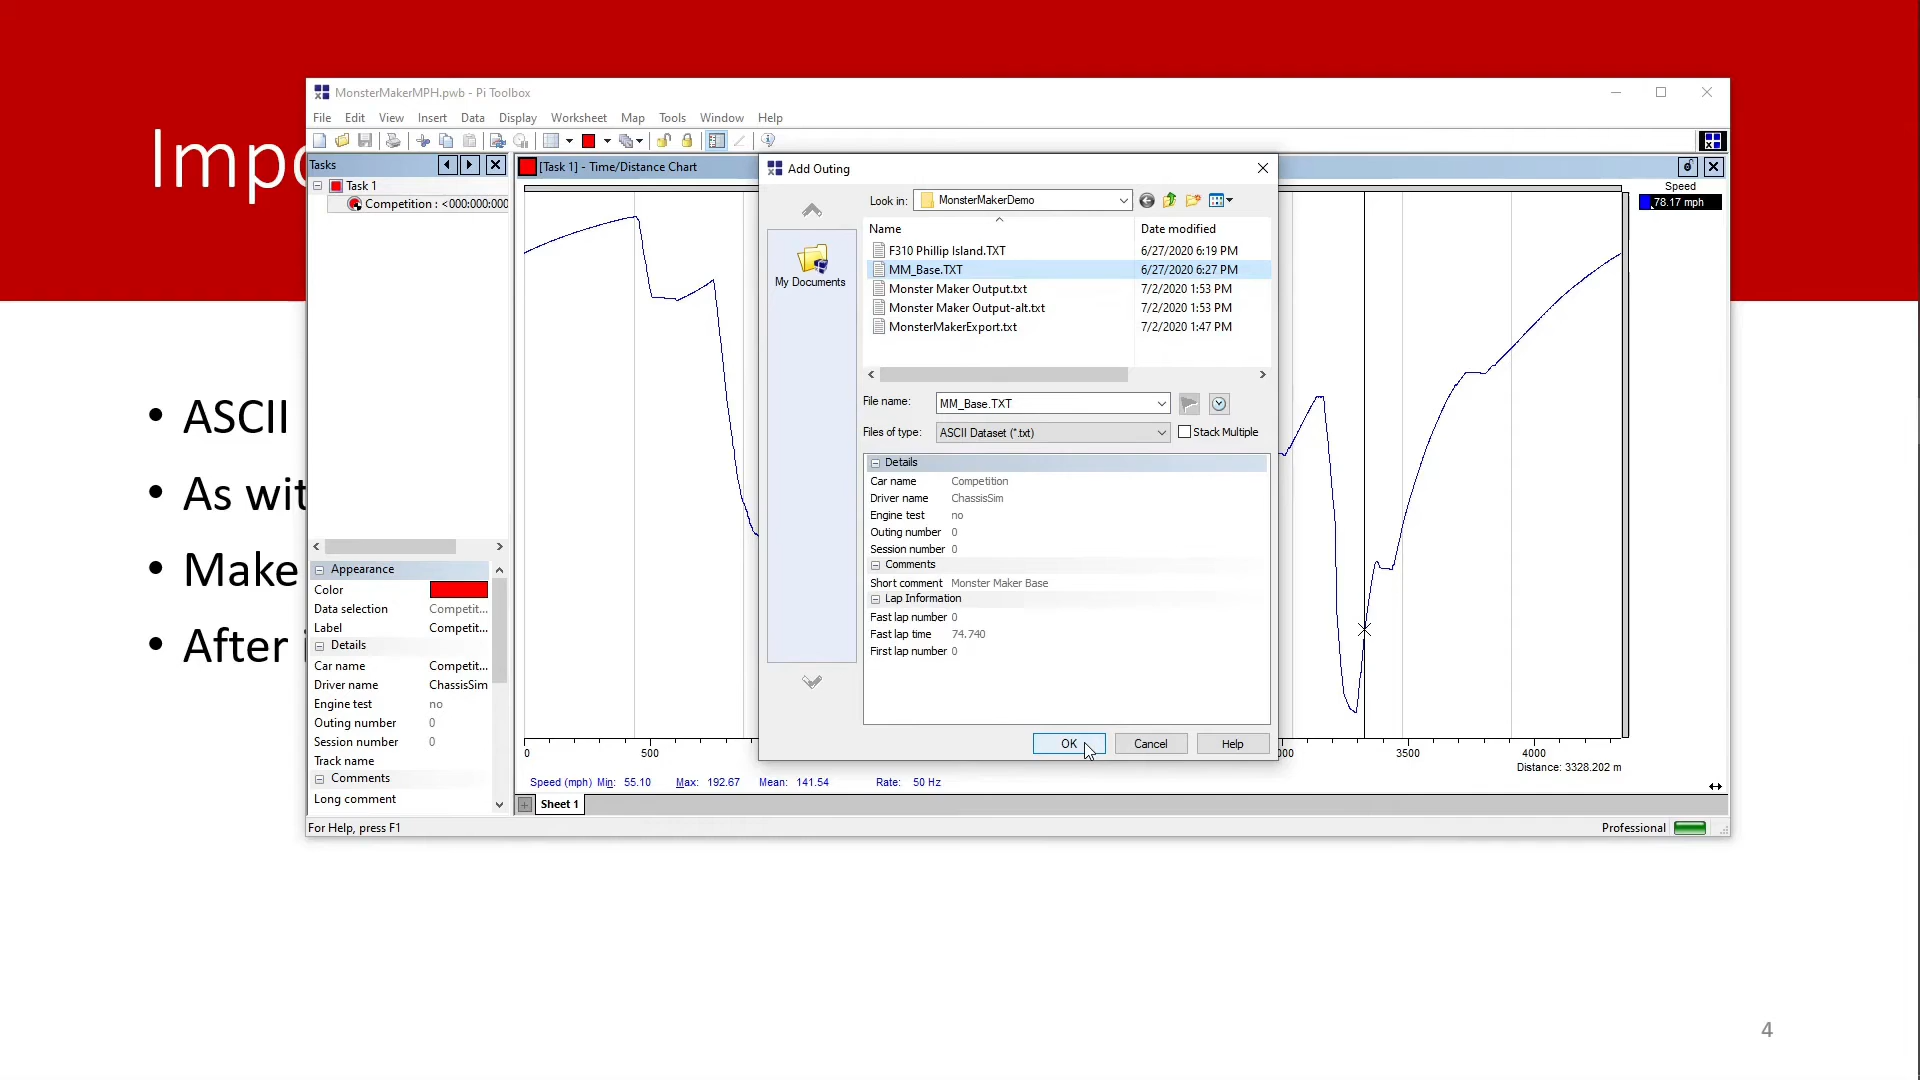 Impo
• ASCII
• As wit
• Make
• After i
MonsterMakerMPH.pwb - Pi Toolbox
File Edit View Insert Data Display Worksheet Map Tools Window Help
Tasks
Task 1
Competition : <000:000:000
Appearance
Color
Data selection Competit...
Label Competit...
Details
Car name Competit...
Driver name ChassisSim
Engine test no
Outing number 0
Session number 0
Track name
Comments
Long comment
[Task 1] - Time/Distance Chart
Speed
78.17 mph
Add Outing
Look in: MonsterMakerDemo
My Documents
Name Date modified
F310 Phillip Island.TXT 6/27/2020 6:19 PM
MM_Base.TXT 6/27/2020 6:27 PM
Monster Maker Output.txt 7/2/2020 1:53 PM
Monster Maker Output-alt.txt 7/2/2020 1:53 PM
MonsterMakerExport.txt 7/2/2020 1:47 PM
File name: MM_Base.TXT
Files of type: ASCII Dataset (*.txt) Stack Multiple
Details
Car name Competition
Driver name ChassisSim
Engine test no
Outing number 0
Session number 0
Comments
Short comment Monster Maker Base
Lap Information
Fast lap number 0
Fast lap time 74.740
First lap number 0
OK Cancel Help
0 500 000 3500 4000
Distance: 3328.202 m
Speed (mph) Min: 55.10 Max: 192.67 Mean: 141.54 Rate: 50 Hz
Sheet 1
For Help, press F1 Professional
4